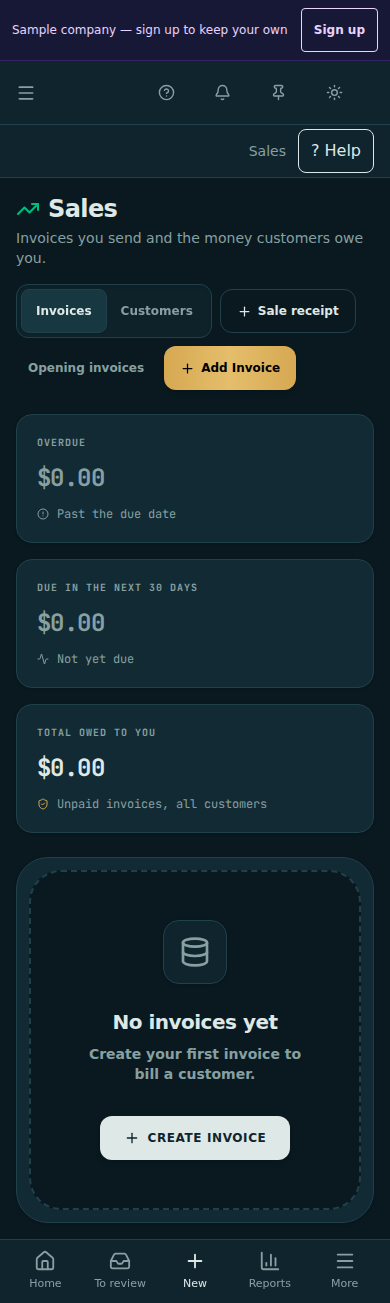 Sample company — sign up to keep your own
Sign up
Sales
? Help
Sales
Invoices you send and the money customers owe
you.
Invoices
Customers
+ Sale receipt
Opening invoices
+ Add Invoice
OVERDUE
$0.00
Past the due date
DUE IN THE NEXT 30 DAYS
$0.00
Not yet due
TOTAL OWED TO YOU
$0.00
Unpaid invoices, all customers
No invoices yet
Create your first invoice to
bill a customer.
+ CREATE INVOICE
Home
To review
New
Reports
More